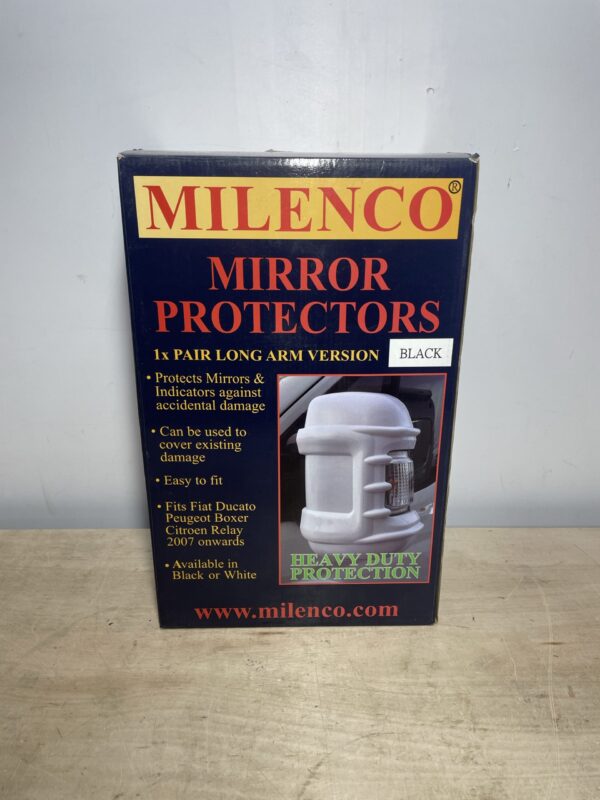 MILENCO®
MIRROR
PROTECTORS
1x PAIR LONG ARM VERSION BLACK
• Protects Mirrors &
Indicators against
accidental damage
• Can be used to
cover existing
damage
• Easy to fit
• Fits Fiat Ducato
Peugeot Boxer
Citroen Relay
2007 onwards
• Available in
Black or White
HEAVY DUTY
PROTECTION
www.milenco.com